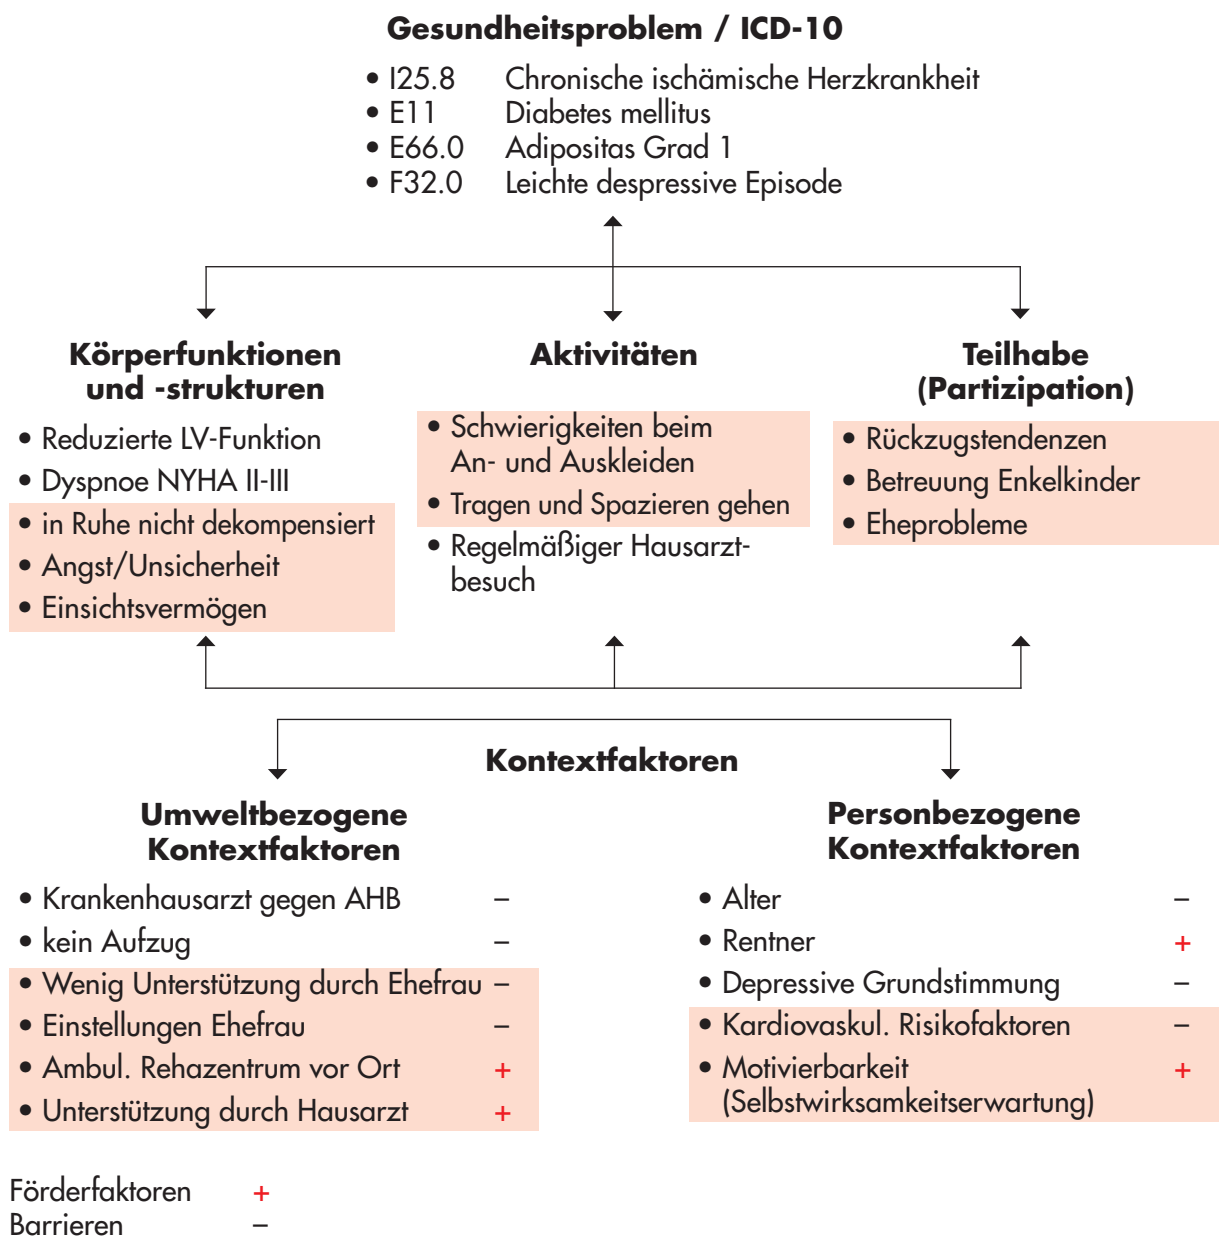 Gesundheitsproblem / ICD-10
• I25.8 Chronische ischämische Herzkrankheit
• E11 Diabetes mellitus
• E66.0 Adipositas Grad 1
• F32.0 Leichte despressive Episode
Körperfunktionen
und -strukturen
• Reduzierte LV-Funktion
• Dyspnoe NYHA II-III
• in Ruhe nicht dekompensiert
• Angst/Unsicherheit
• Einsichtsvermögen
Aktivitäten
• Schwierigkeiten beim
An- und Auskleiden
• Tragen und Spazieren gehen
• Regelmäßiger Hausarzt-
besuch
Teilhabe
(Partizipation)
• Rückzugstendenzen
• Betreuung Enkelkinder
• Eheprobleme
Kontextfaktoren
Umweltbezogene
Kontextfaktoren
• Krankenhausarzt gegen AHB –
• kein Aufzug –
• Wenig Unterstützung durch Ehefrau –
• Einstellungen Ehefrau –
• Ambul. Rehazentrum vor Ort +
• Unterstützung durch Hausarzt +
Personbezogene
Kontextfaktoren
• Alter –
• Rentner +
• Depressive Grundstimmung –
• Kardiovaskul. Risikofaktoren –
• Motivierbarkeit +
(Selbstwirksamkeitserwartung)
Förderfaktoren +
Barrieren –